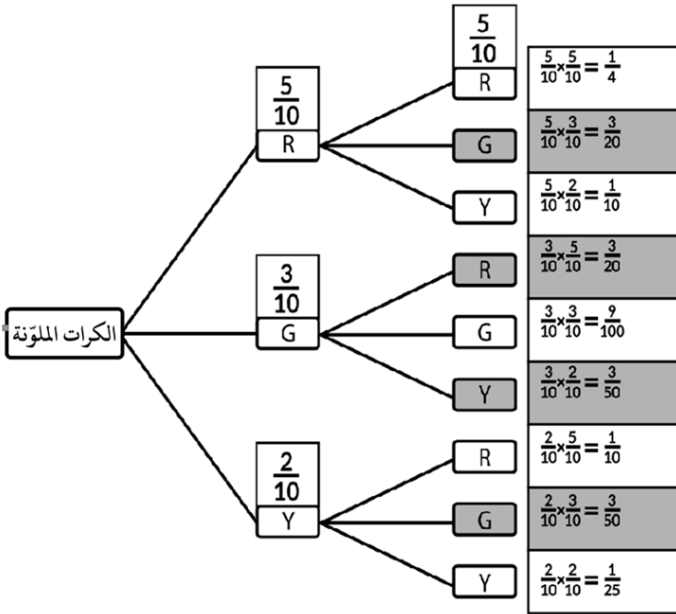 5/10
R
5/10
R
G
Y
5/10 × 5/10 = 1/4
5/10 × 3/10 = 3/20
5/10 × 2/10 = 1/10
الكرات الملوّنة
3/10
G
R
G
Y
3/10 × 5/10 = 3/20
3/10 × 3/10 = 9/100
3/10 × 2/10 = 3/50
2/10
Y
R
G
Y
2/10 × 5/10 = 1/10
2/10 × 3/10 = 3/50
2/10 × 2/10 = 1/25